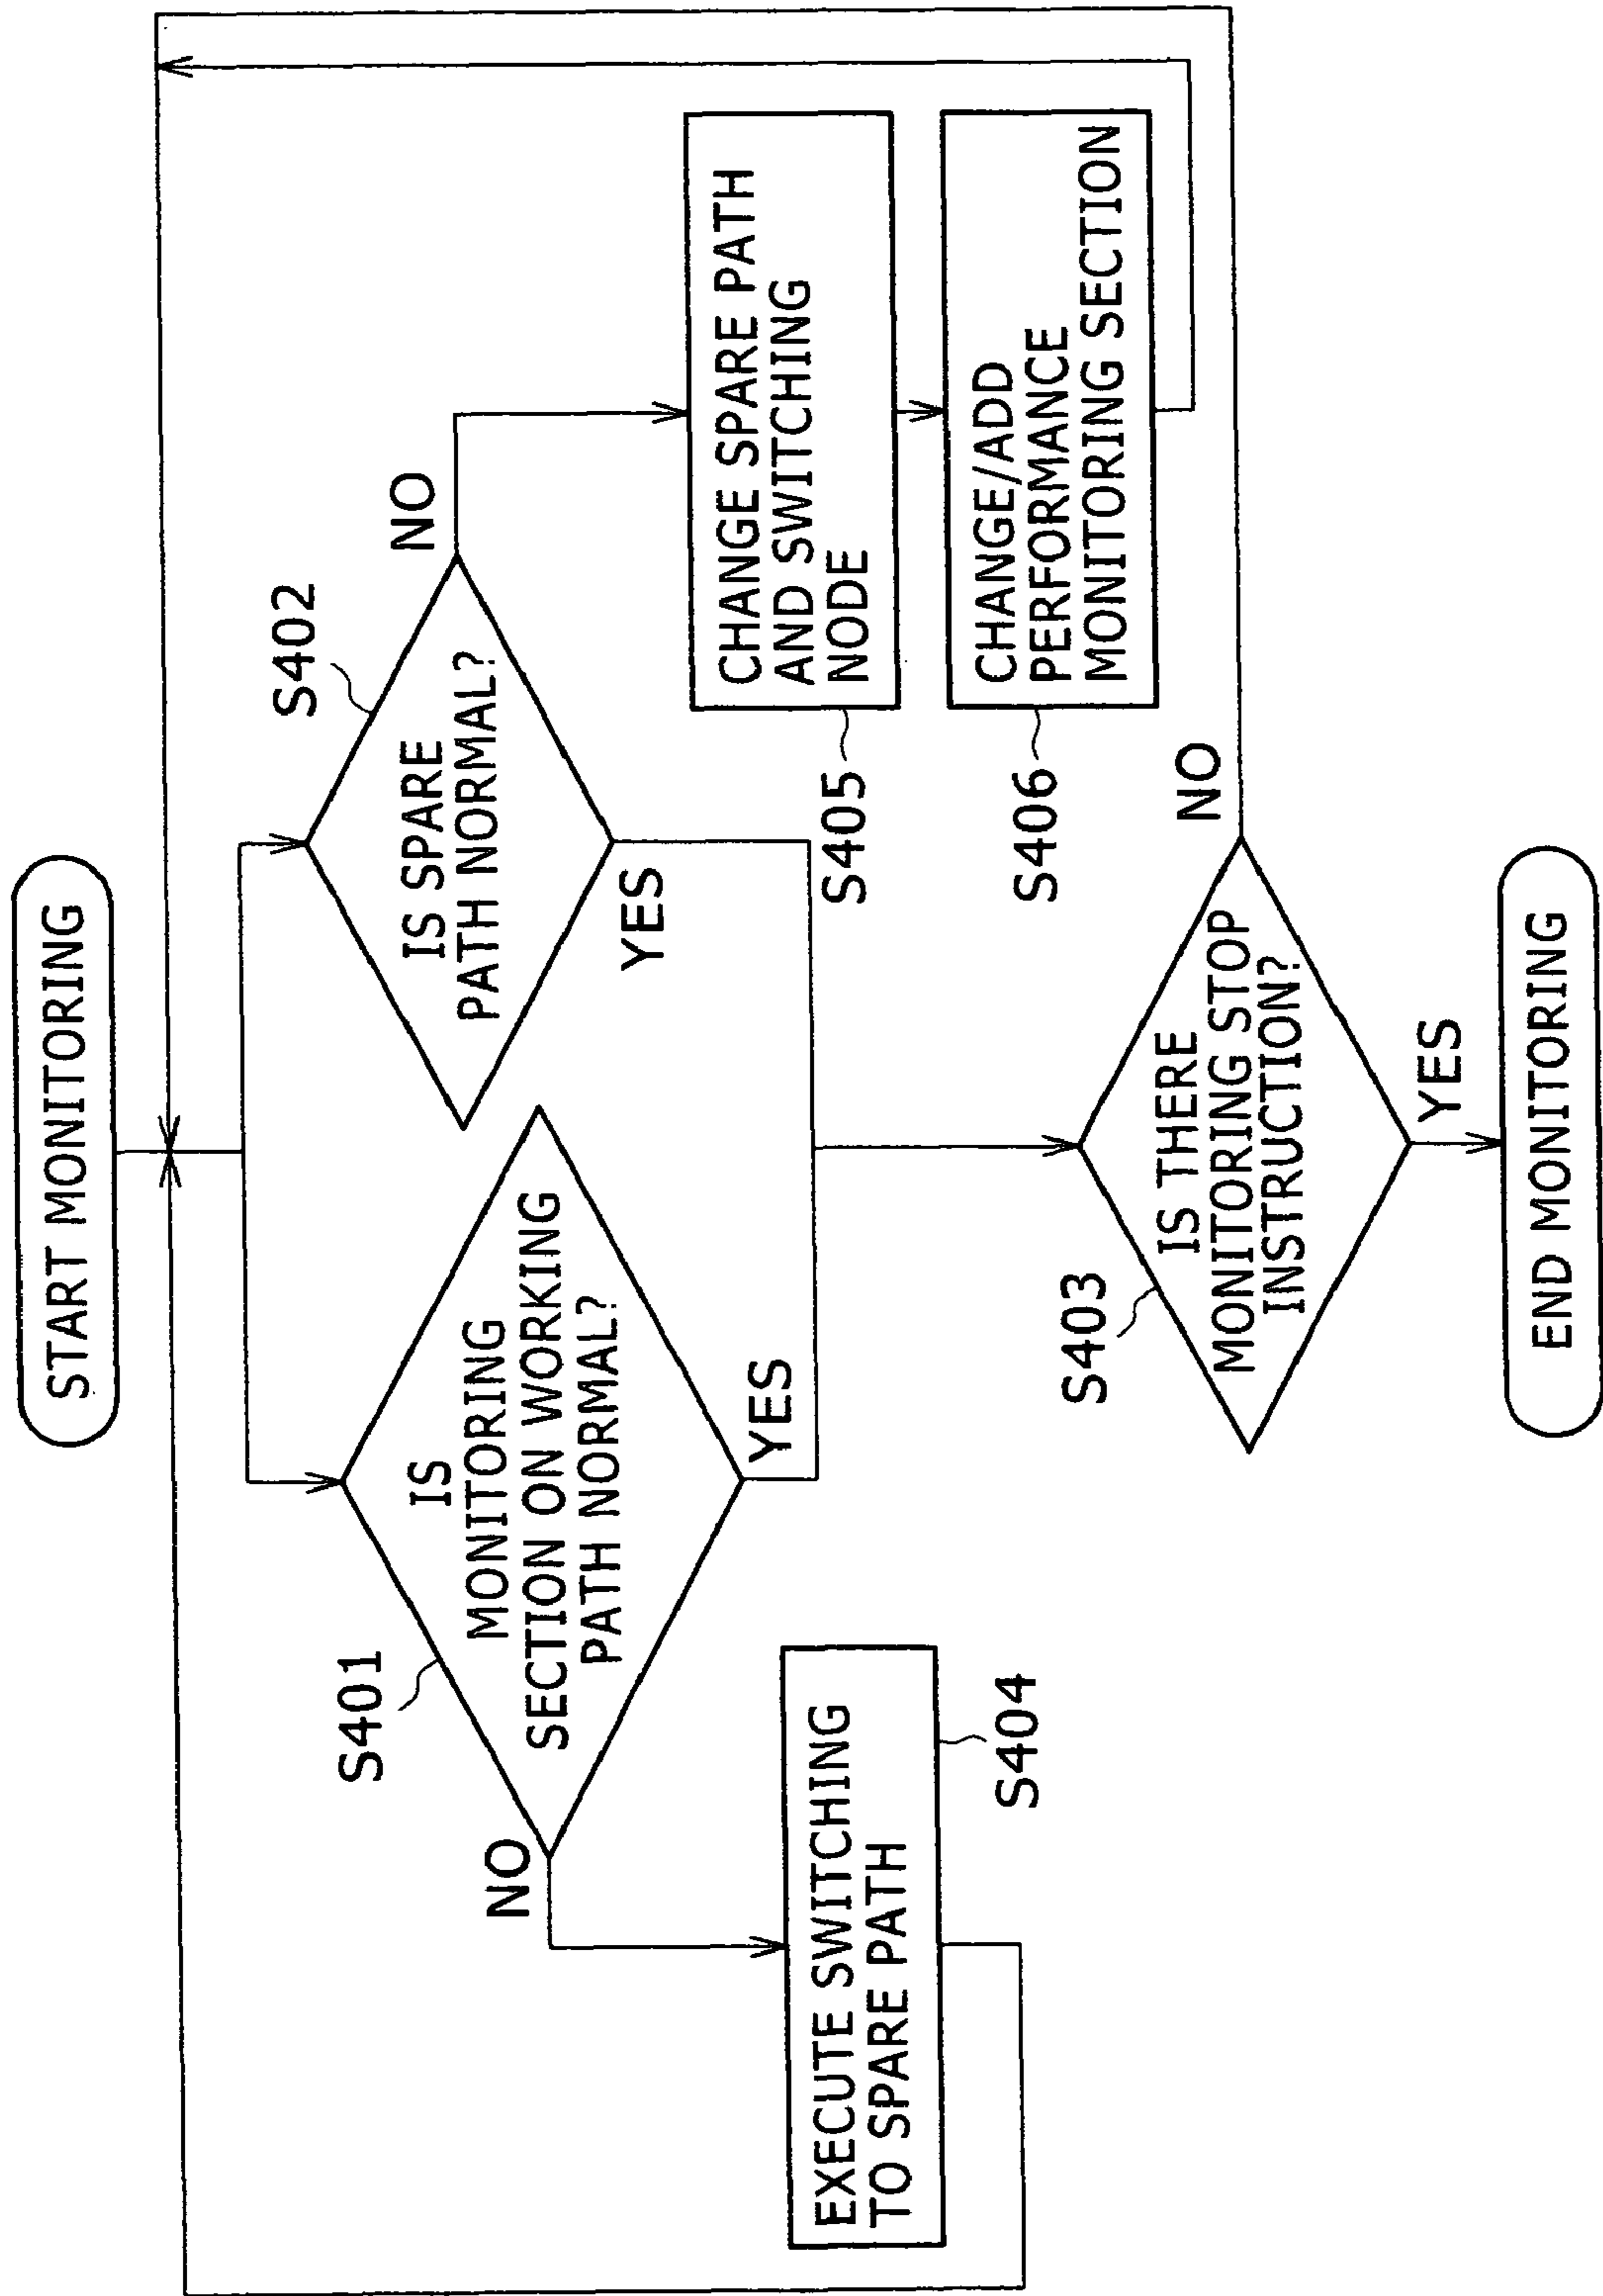 START MONITORING
S401
IS
MONITORING
SECTION ON WORKING
PATH NORMAL?
NO
YES
S402
IS SPARE
PATH NORMAL?
NO
YES
EXECUTE SWITCHING
TO SPARE PATH
S404
CHANGE SPARE PATH
AND SWITCHING
NODE
S405
CHANGE/ADD
PERFORMANCE
MONITORING SECTION
S406
S403
IS THERE
MONITORING STOP
INSTRUCTION?
NO
YES
END MONITORING